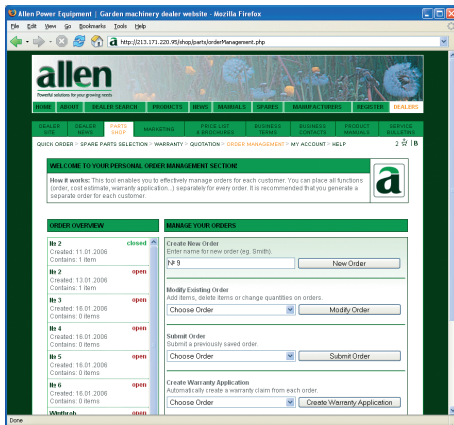 Allen Power Equipment | Garden machinery dealer website - Mozilla Firefox
File Edit View Go Bookmarks Tools Help
http://213.171.220.95/shop/parts/orderManagement.php
allen
Powerful solutions for your growing needs
HOME ABOUT DEALER SEARCH PRODUCTS NEWS MANUALS SPARES MANUFACTURERS REGISTER DEALERS
DEALER SITE DEALER NEWS PARTS SHOP MARKETING PRICE LIST & BROCHURES BUSINESS TERMS BUSINESS CONTACTS PRODUCT MANUALS SERVICE BULLETINS
QUICK ORDER > SPARE PARTS SELECTION > WARRANTY > QUOTATION > ORDER MANAGEMENT > MY ACCOUNT > HELP
WELCOME TO YOUR PERSONAL ORDER MANAGEMENT SECTION!
How it works: This tool enables you to effectively manage orders for each customer. You can place all functions
(order, cost estimate, warranty application...) separately for every order. It is recommended that you generate a
separate order for each customer.
a
ORDER OVERVIEW
№ 2 closed
Created: 11.01.2006
Contains: 1 item
№ 2 open
Created: 13.01.2006
Contains: 1 item
№ 3 open
Created: 16.01.2006
Contains: 0 items
№ 4 open
Created: 16.01.2006
Contains: 0 items
№ 5 open
Created: 16.01.2006
Contains: 0 items
№ 6 open
Created: 16.01.2006
Contains: 0 items
Winthrob open
MANAGE YOUR ORDERS
Create New Order
Enter name for new order (eg. Smith).
№ 9 New Order
Modify Existing Order
Add items, delete items or change quantities on orders.
Choose Order Modify Order
Submit Order
Submit a previously saved order
Choose Order Submit Order
Create Warranty Application
Automatically create a warranty claim from each order.
Choose Order Create Warranty Application
Done